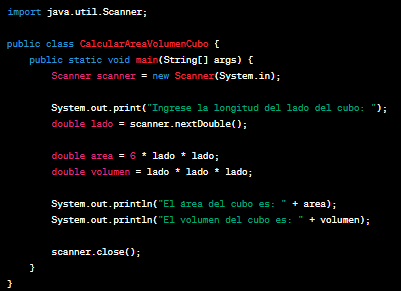 import java.util.Scanner;
public class CalcularAreaVolumenCubo {
public static void main(String[] args) {
Scanner scanner = new Scanner(System.in);
System.out.print("Ingrese la longitud del lado del cubo: ");
double lado = scanner.nextDouble();
double area = 6 * lado * lado;
double volumen = lado * lado * lado;
System.out.println("El área del cubo es: " + area);
System.out.println("El volumen del cubo es: " + volumen);
scanner.close();
}
}